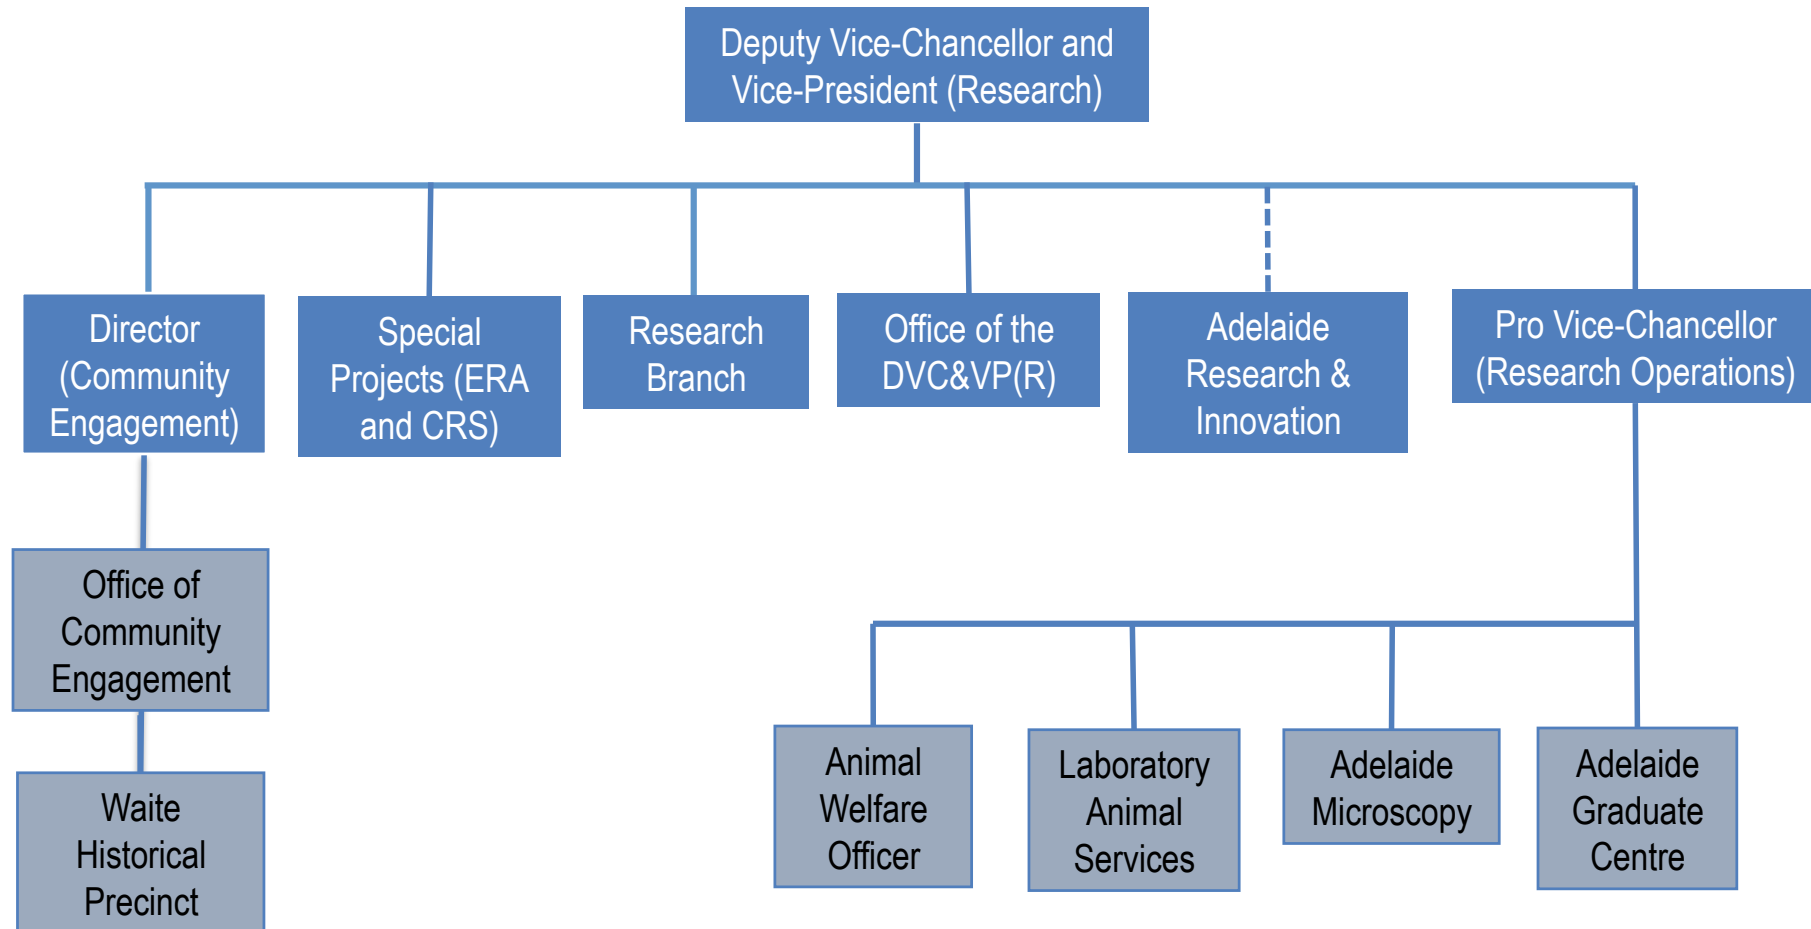 Deputy Vice-Chancellor and
Vice-President (Research)
Director
(Community
Engagement)
Special
Projects (ERA
and CRS)
Research
Branch
Office of the
DVC&VP(R)
Adelaide
Research &
Innovation
Pro Vice-Chancellor
(Research Operations)
Office of
Community
Engagement
Waite
Historical
Precinct
Animal
Welfare
Officer
Laboratory
Animal
Services
Adelaide
Microscopy
Adelaide
Graduate
Centre